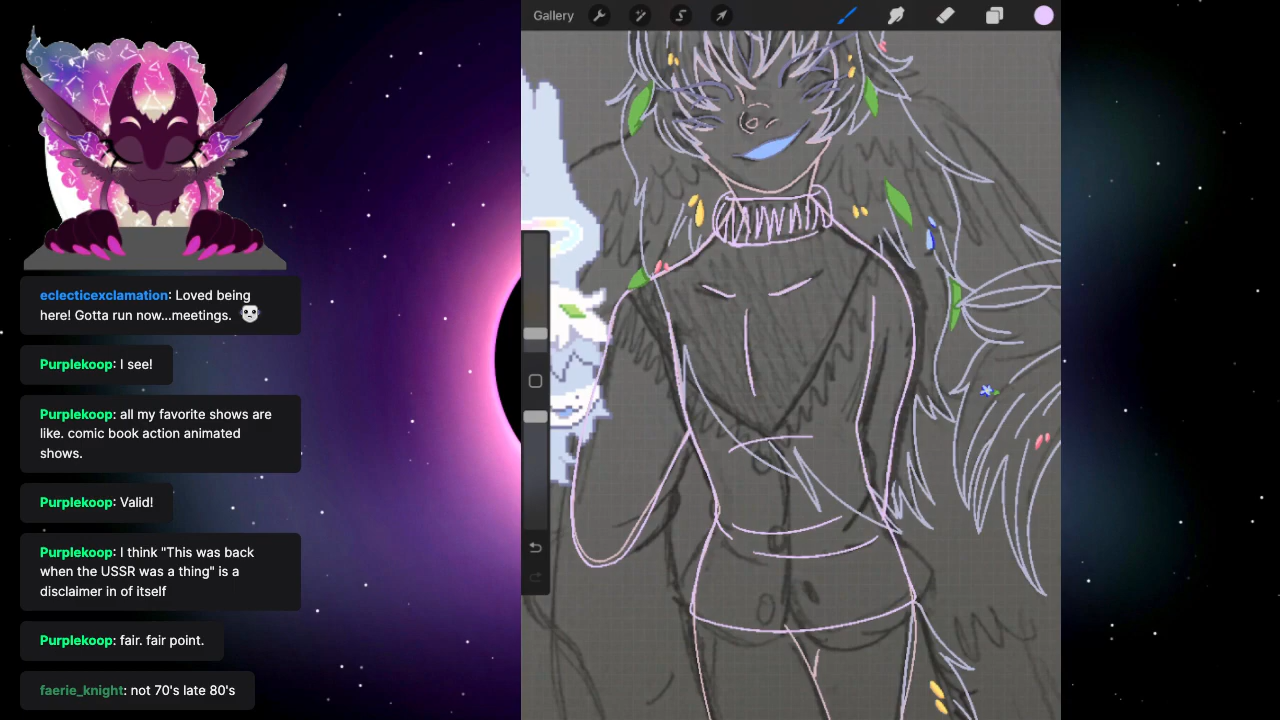 Gallery
eclecticexclamation: Loved being
here! Gotta run now...meetings.
Purplekoop: I see!
Purplekoop: all my favorite shows are
like. comic book action animated
shows.
Purplekoop: Valid!
Purplekoop: I think "This was back
when the USSR was a thing" is a
disclaimer in of itself
Purplekoop: fair. fair point.
faerie_knight: not 70's late 80's